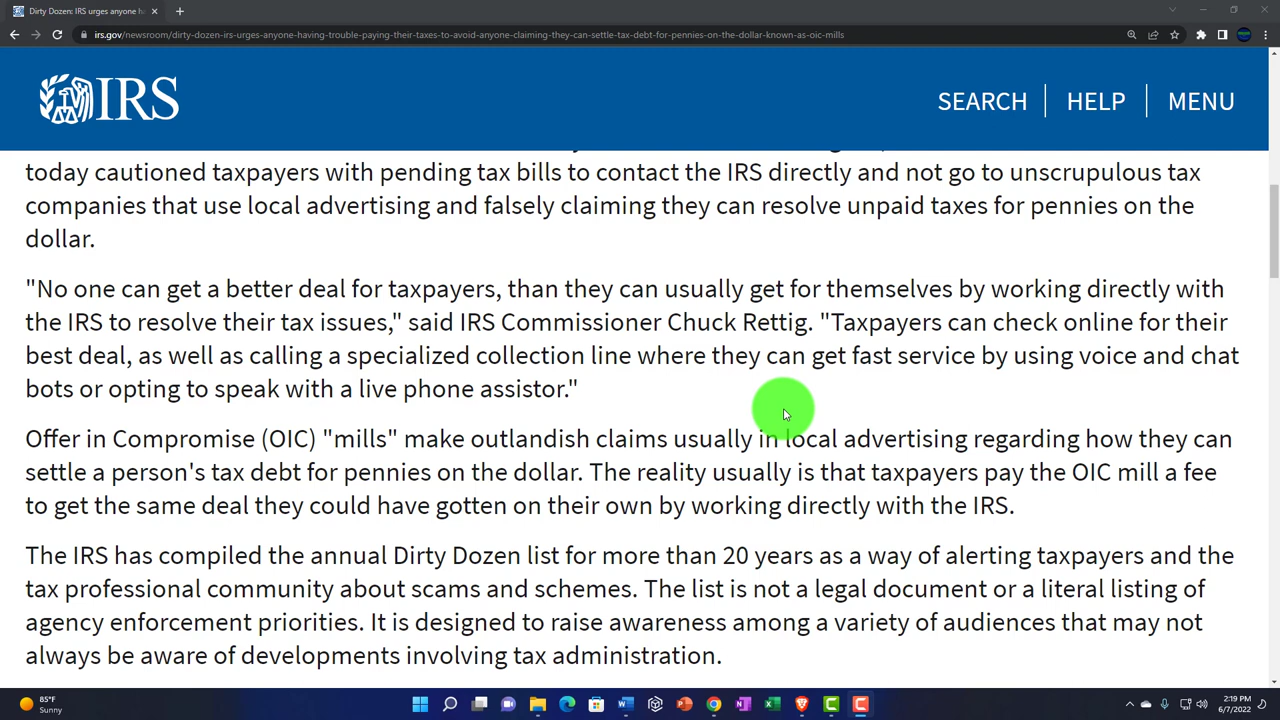 Dirty Dozen: IRS urges anyone ha
irs.gov/newsroom/dirty-dozen-irs-urges-anyone-having-trouble-paying-their-taxes-to-avoid-anyone-claiming-they-can-settle-tax-debt-for-pennies-on-the-dollar-known-as-oic-mills
IRS
SEARCH HELP MENU
today cautioned taxpayers with pending tax bills to contact the IRS directly and not go to unscrupulous tax
companies that use local advertising and falsely claiming they can resolve unpaid taxes for pennies on the
dollar.
"No one can get a better deal for taxpayers, than they can usually get for themselves by working directly with
the IRS to resolve their tax issues," said IRS Commissioner Chuck Rettig. "Taxpayers can check online for their
best deal, as well as calling a specialized collection line where they can get fast service by using voice and chat
bots or opting to speak with a live phone assistor."
Offer in Compromise (OIC) "mills" make outlandish claims usually in local advertising regarding how they can
settle a person's tax debt for pennies on the dollar. The reality usually is that taxpayers pay the OIC mill a fee
to get the same deal they could have gotten on their own by working directly with the IRS.
The IRS has compiled the annual Dirty Dozen list for more than 20 years as a way of alerting taxpayers and the
tax professional community about scams and schemes. The list is not a legal document or a literal listing of
agency enforcement priorities. It is designed to raise awareness among a variety of audiences that may not
always be aware of developments involving tax administration.
85°F
Sunny
2:19 PM
6/7/2022